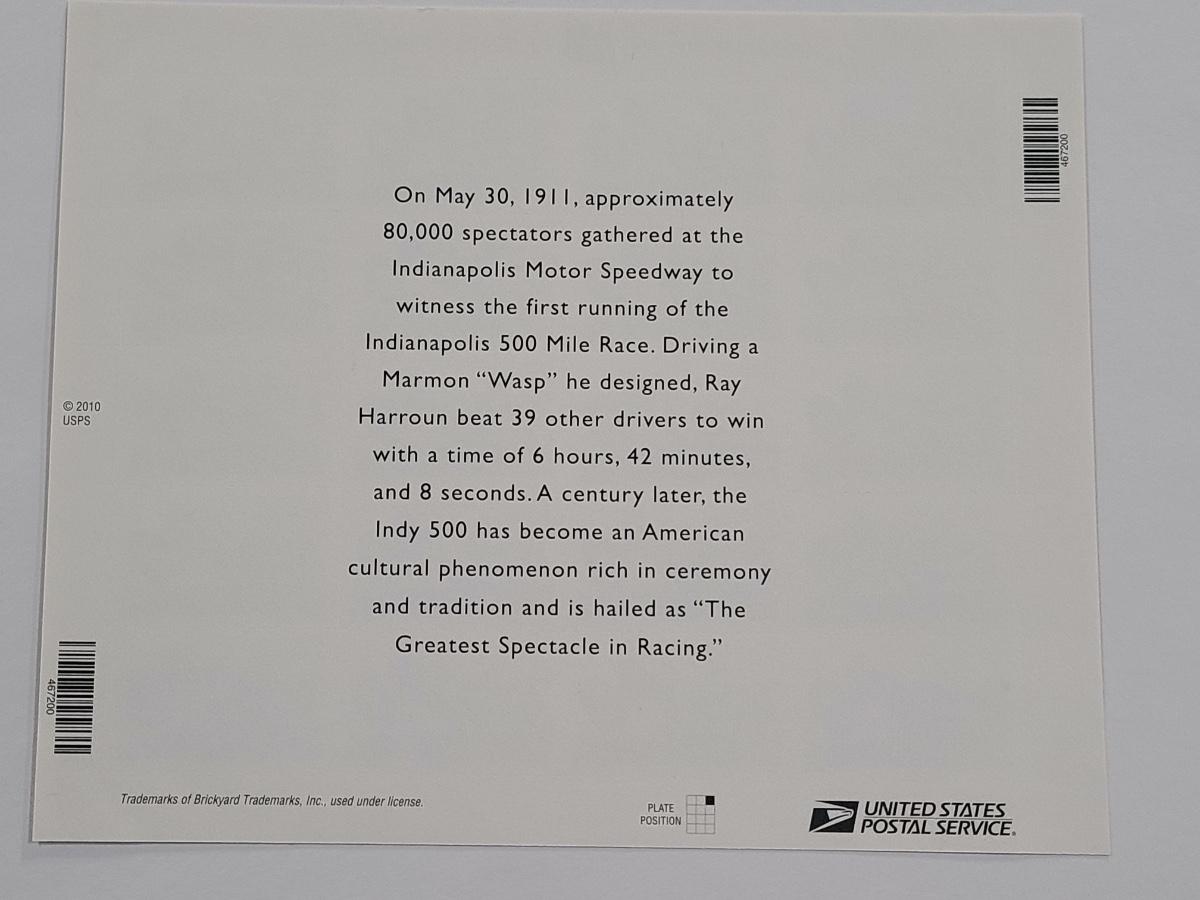 467200
On May 30, 1911, approximately
80,000 spectators gathered at the
Indianapolis Motor Speedway to
witness the first running of the
Indianapolis 500 Mile Race. Driving a
Marmon “Wasp” he designed, Ray
Harroun beat 39 other drivers to win
with a time of 6 hours, 42 minutes,
and 8 seconds. A century later, the
Indy 500 has become an American
cultural phenomenon rich in ceremony
and tradition and is hailed as “The
Greatest Spectacle in Racing.”
© 2010
USPS
467200
Trademarks of Brickyard Trademarks, Inc., used under license.
PLATE
POSITION
UNITED STATES
POSTAL SERVICE®